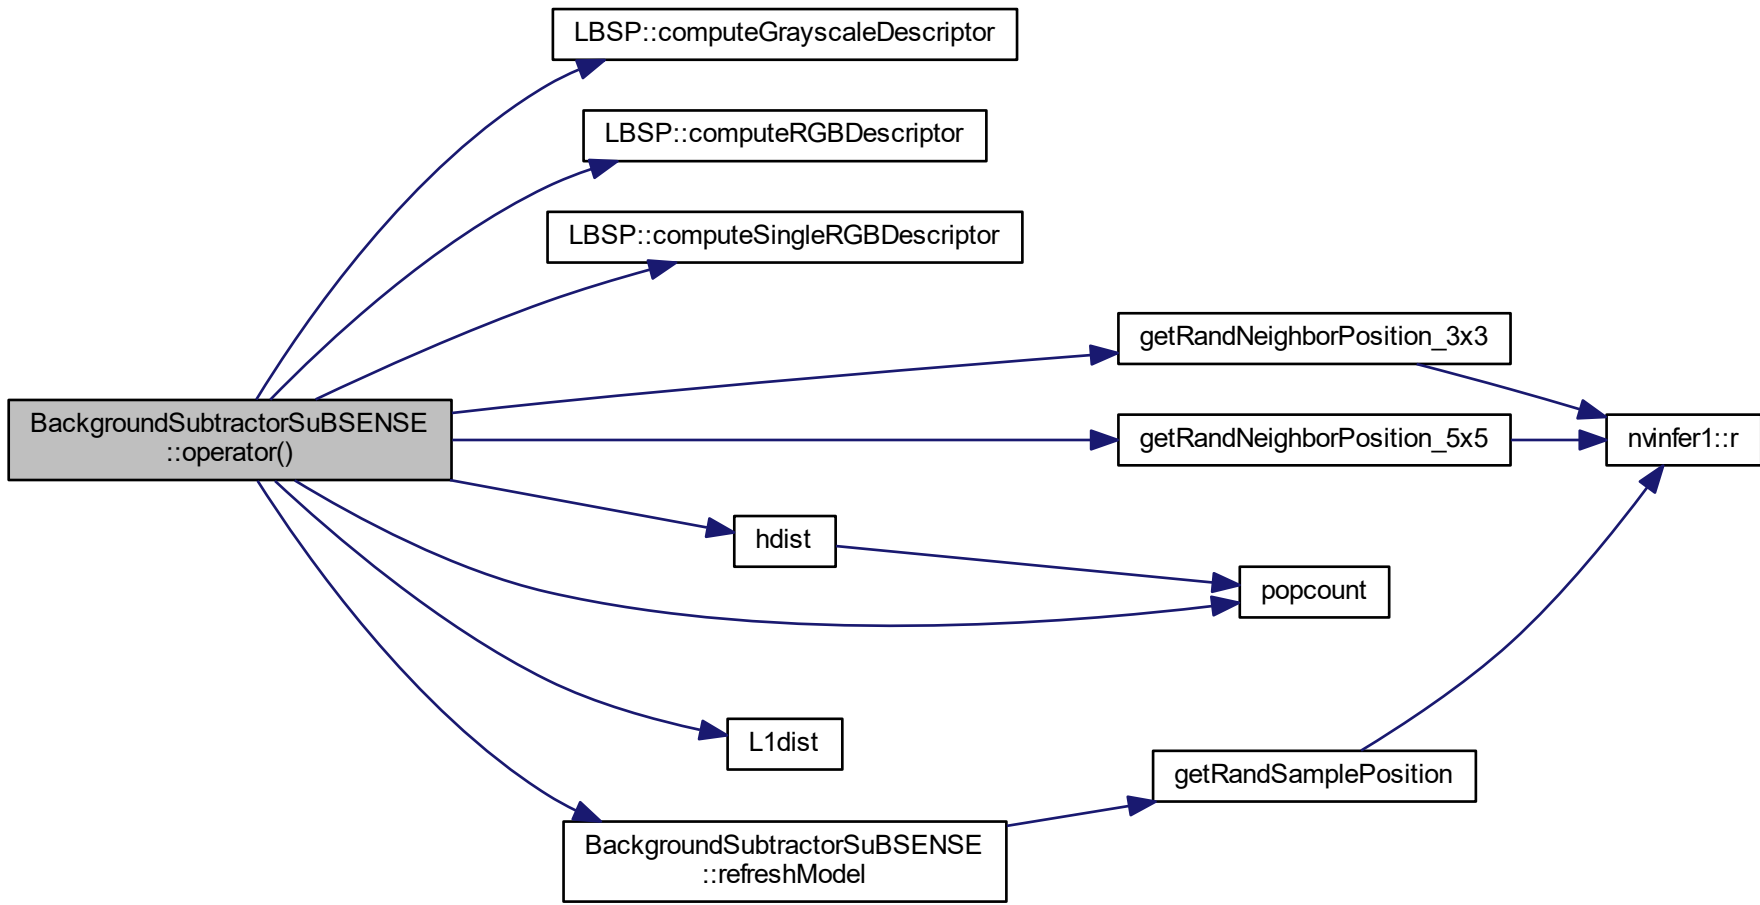 LBSP::computeGrayscaleDescriptor
LBSP::computeRGBDescriptor
LBSP::computeSingleRGBDescriptor
getRandNeighborPosition_3x3
BackgroundSubtractorSuBSENSE
::operator()
getRandNeighborPosition_5x5
nvinfer1::r
hdist
popcount
L1dist
getRandSamplePosition
BackgroundSubtractorSuBSENSE
::refreshModel